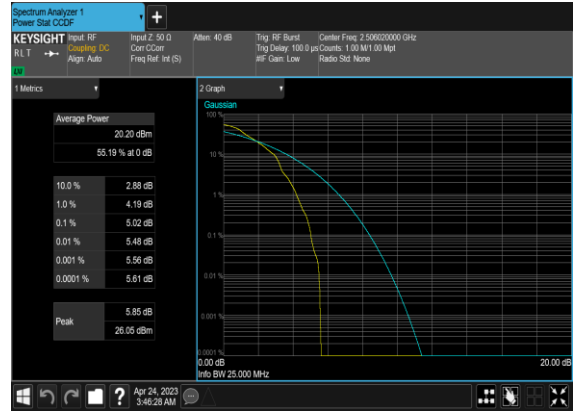 Spectrum Analyzer 1
Power Stat CCDF
KEYSIGHT
RLT
LXI
Input: RF
Coupling: DC
Align: Auto
Input Z: 50 Ω
Corr CCorr
Freq Ref: Int (S)
Atten: 40 dB
Trig: RF Burst
Trig Delay: 100.0 µs
#IF Gain: Low
Center Freq: 2.506020000 GHz
Counts: 1.00 M/1.00 Mpt
Radio Std: None
1 Metrics
Average Power
20.20 dBm
55.19 % at 0 dB
10.0 % 2.88 dB
1.0 % 4.19 dB
0.1 % 5.02 dB
0.01 % 5.48 dB
0.001 % 5.56 dB
0.0001 % 5.61 dB
Peak
5.85 dB
26.05 dBm
2 Graph
Gaussian
100 %
10 %
1 %
0.1 %
0.01 %
0.001 %
0.0001 %
0.00 dB
20.00 dB
Info BW 25.000 MHz
?
Apr 24, 2023
3:46:28 AM